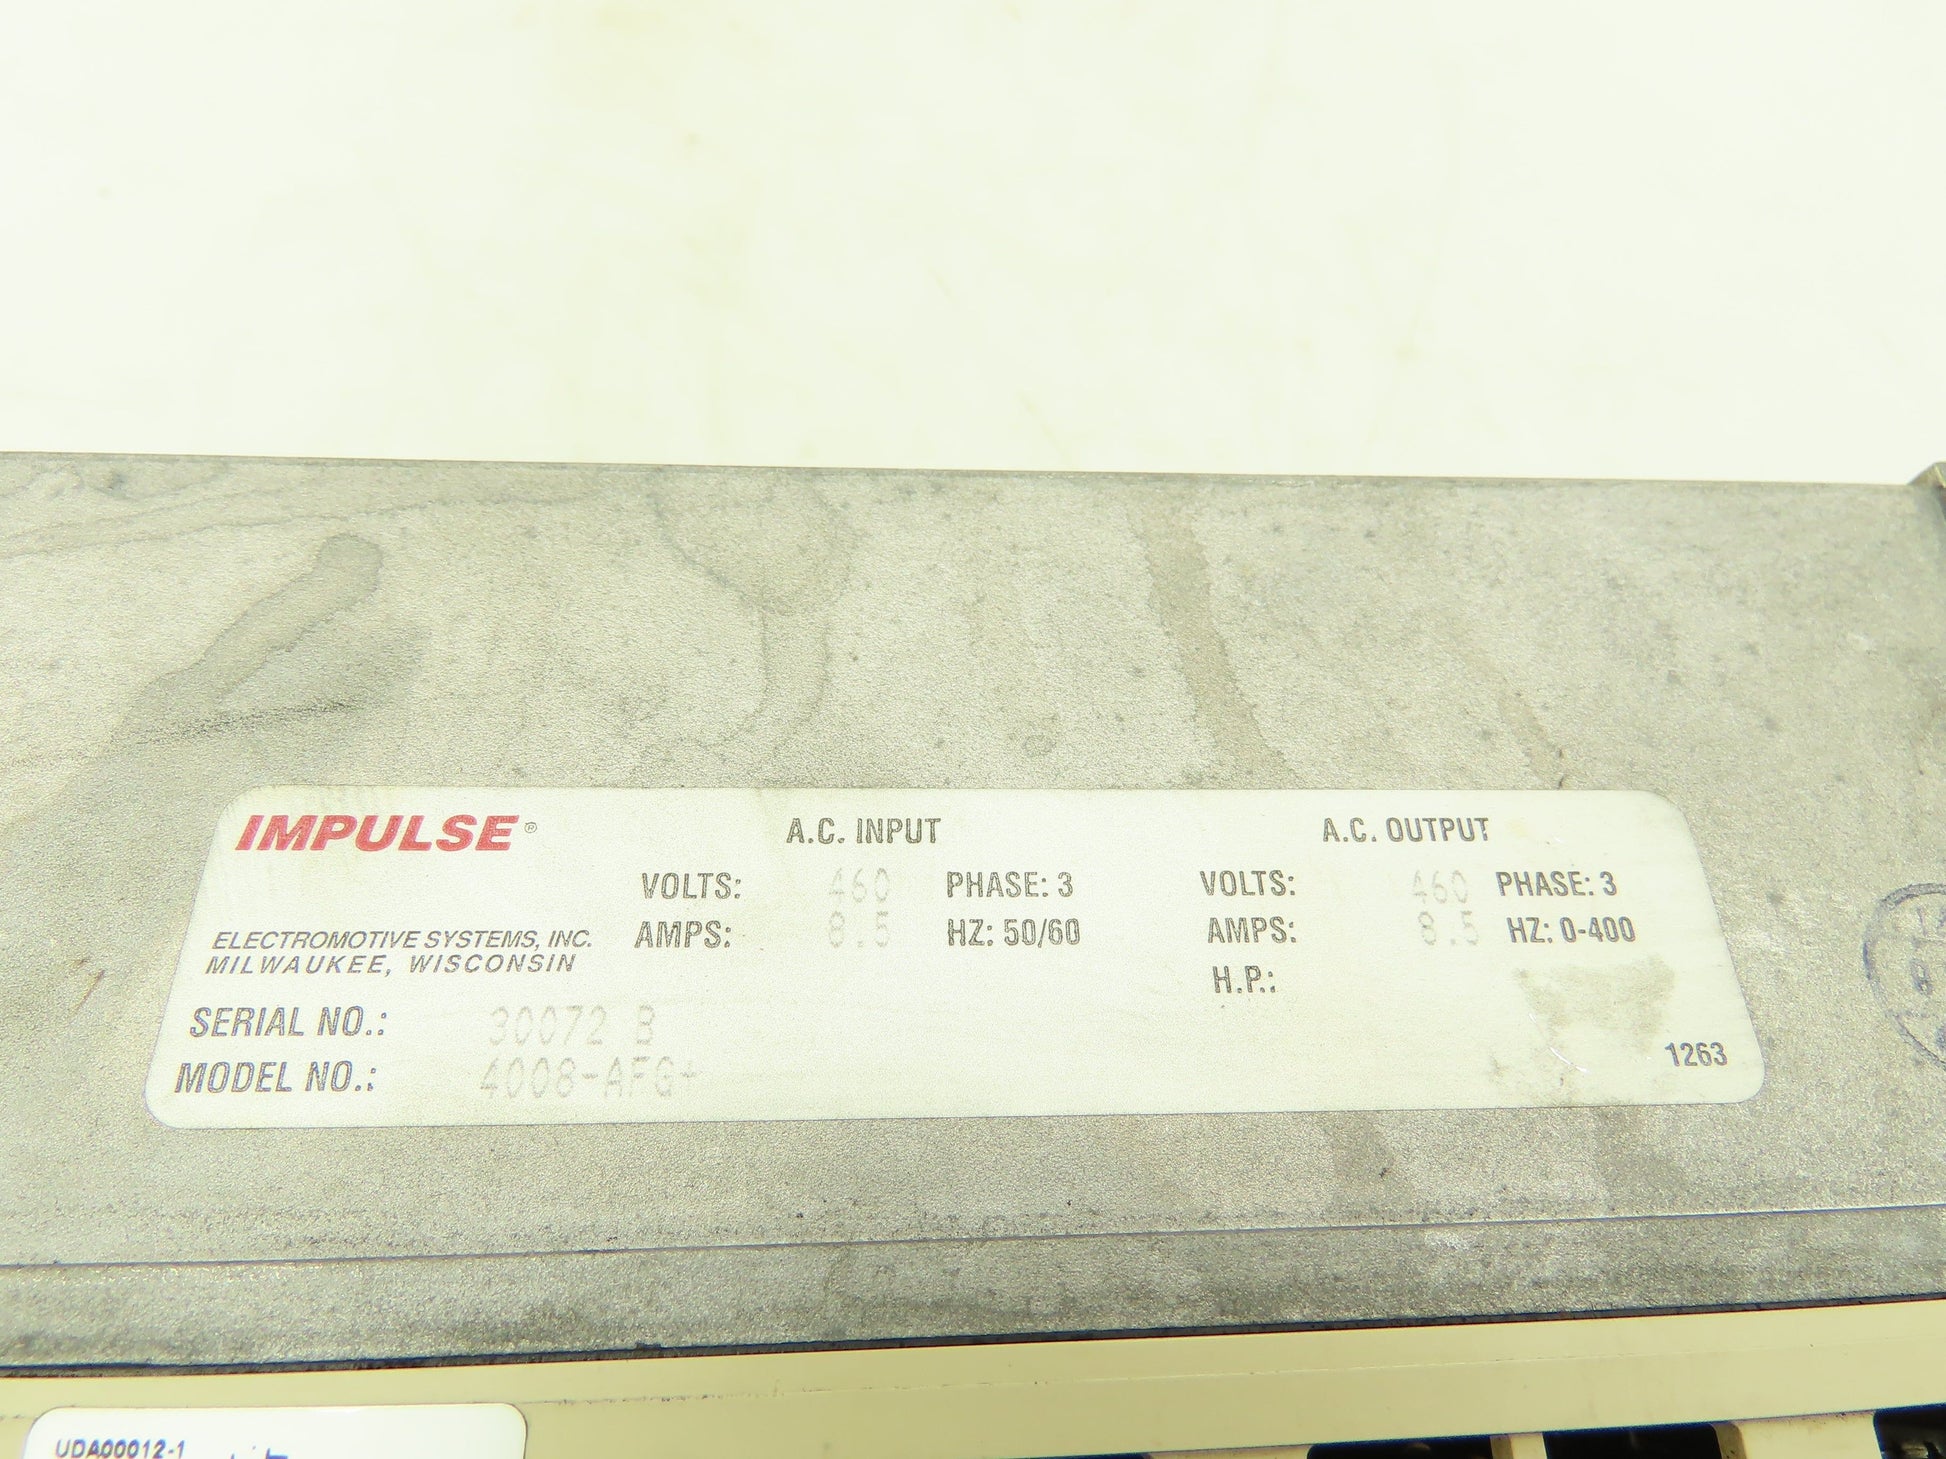 IMPULSE®
A.C. INPUT
A.C. OUTPUT
VOLTS: 460 PHASE: 3
VOLTS: 460 PHASE: 3
ELECTROMOTIVE SYSTEMS, INC.
MILWAUKEE, WISCONSIN
AMPS: 8.5 HZ: 50/60
AMPS: 8.5 HZ: 0-400
H.P.:
SERIAL NO.: 30072 B
MODEL NO.: 4008-AFG+
1263
UDA00012-1